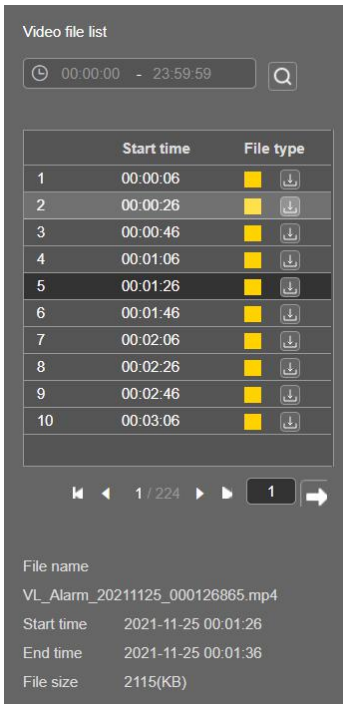 Video file list
00:00:00 - 23:59:59
Start time File type
1 00:00:06
2 00:00:26
3 00:00:46
4 00:01:06
5 00:01:26
6 00:01:46
7 00:02:06
8 00:02:26
9 00:02:46
10 00:03:06
1 / 224 1
File name
VL_Alarm_20211125_000126865.mp4
Start time 2021-11-25 00:01:26
End time 2021-11-25 00:01:36
File size 2115(KB)